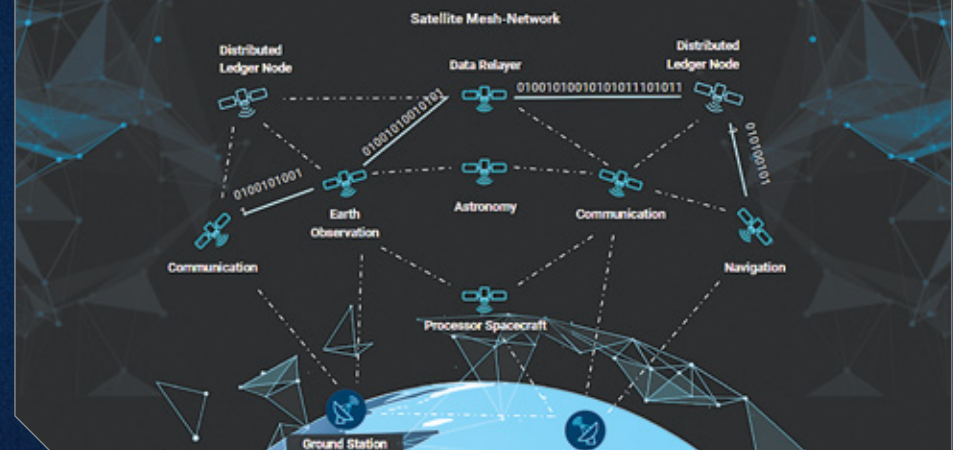 Satellite Mesh-Network
Distributed
Ledger Node
Data Relayer
Distributed
Ledger Node
010010100101010111101011
01001010010101
010100101
0100101001
Earth
Observation
Astronomy
Communication
Communication
Navigation
Processor Spacecraft
Ground Station